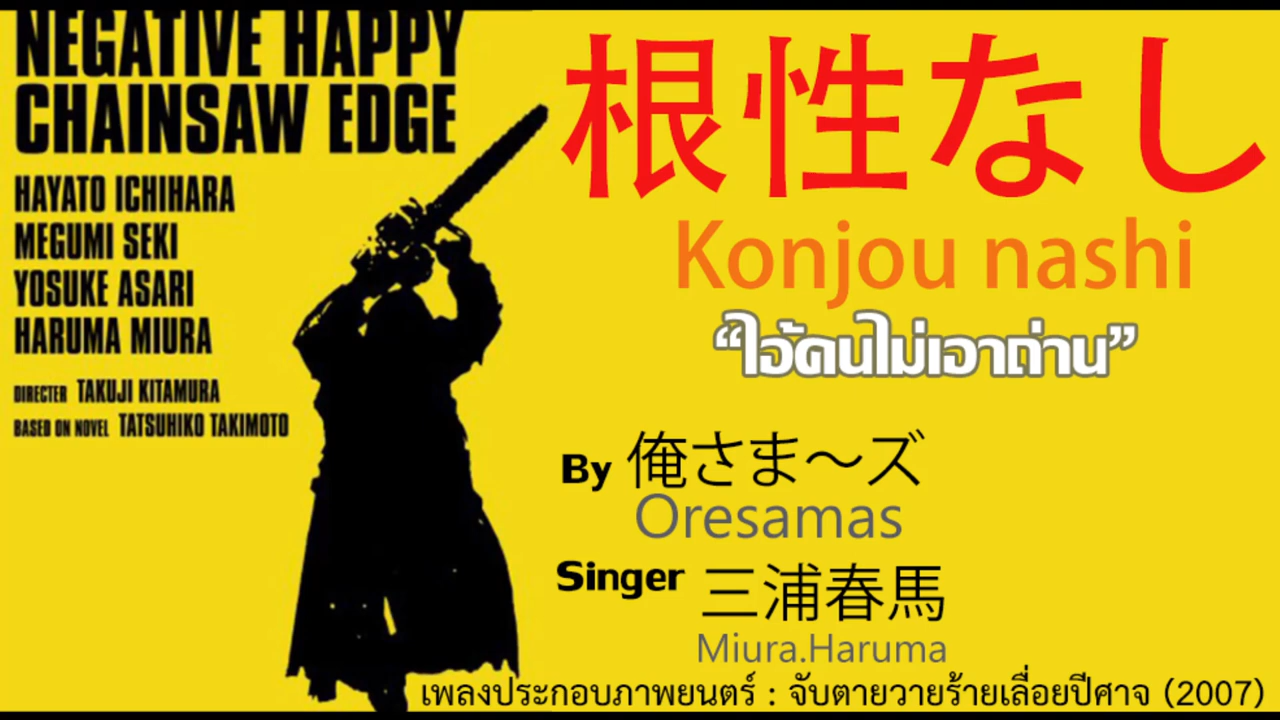 NEGATIVE HAPPY
CHAINSAW EDGE
HAYATO ICHIHARA
MEGUMI SEKI
YOSUKE ASARI
HARUMA MIURA
DIRECTER TAKUJI KITAMURA
BASED ON NOVEL TATSUHIKO TAKIMOTO
根性なし
Konjou nashi
“ไอ้คนไม่เอาถ่าน”
By 俺さま～ズ
Oresamas
Singer 三浦春馬
Miura.Haruma
เพลงประกอบภาพยนตร์ : จับตายวายร้ายเลื่อยปีศาจ (2007)